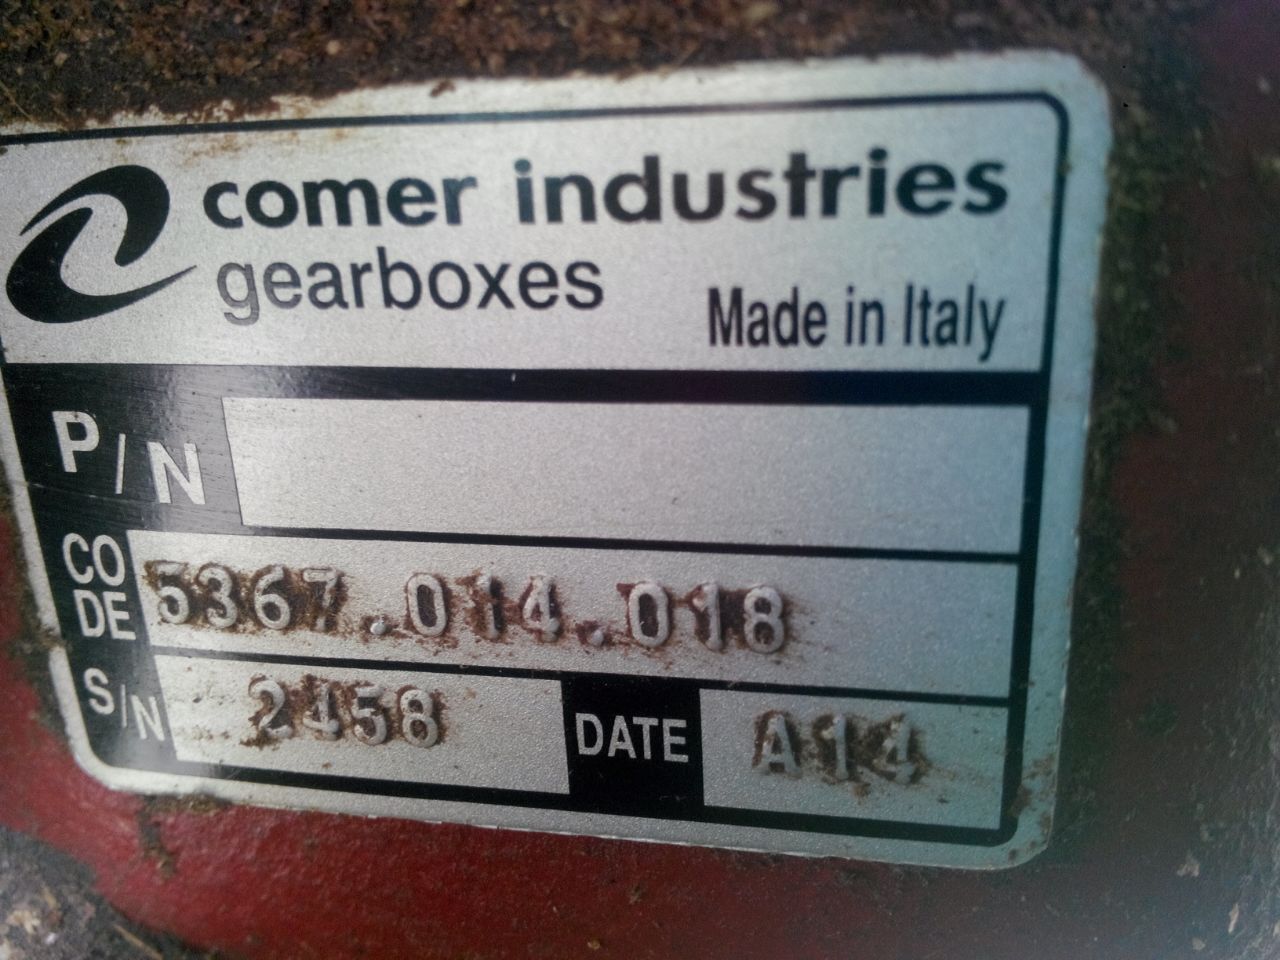 comer industries
gearboxes
Made in Italy
P/N
CO
DE
5367.014.018
S/N
2458
DATE
A14